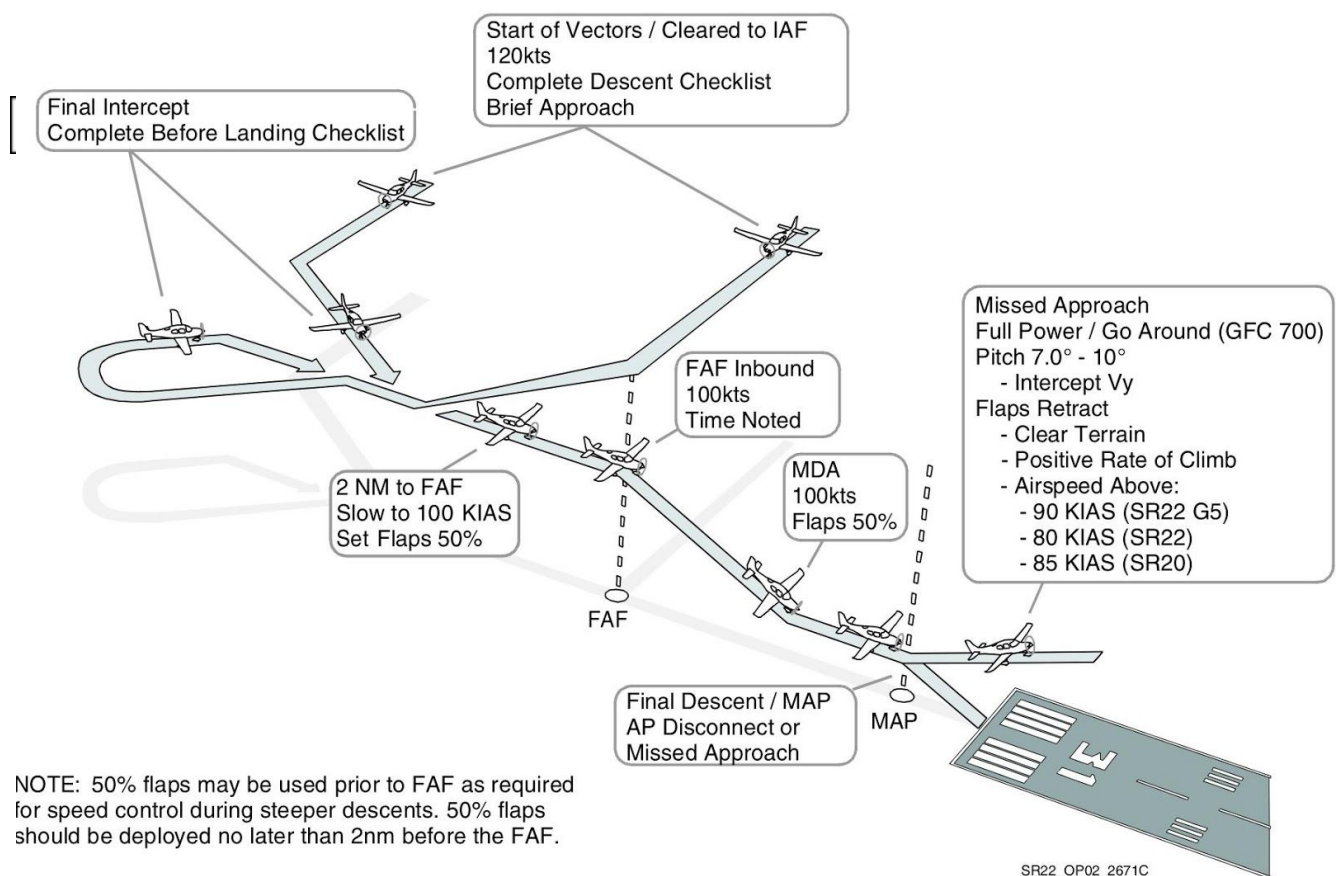 Start of Vectors / Cleared to IAF
120kts
Complete Descent Checklist
Brief Approach
Final Intercept
Complete Before Landing Checklist
Missed Approach
Full Power / Go Around (GFC 700)
Pitch 7.0° - 10°
- Intercept Vy
Flaps Retract
- Clear Terrain
- Positive Rate of Climb
- Airspeed Above:
- 90 KIAS (SR22 G5)
- 80 KIAS (SR22)
- 85 KIAS (SR20)
FAF Inbound
100kts
Time Noted
2 NM to FAF
Slow to 100 KIAS
Set Flaps 50%
MDA
100kts
Flaps 50%
FAF
Final Descent / MAP
AP Disconnect or
Missed Approach
MAP
31
NOTE: 50% flaps may be used prior to FAF as required
for speed control during steeper descents. 50% flaps
should be deployed no later than 2nm before the FAF.
SR22_OP02_2671C